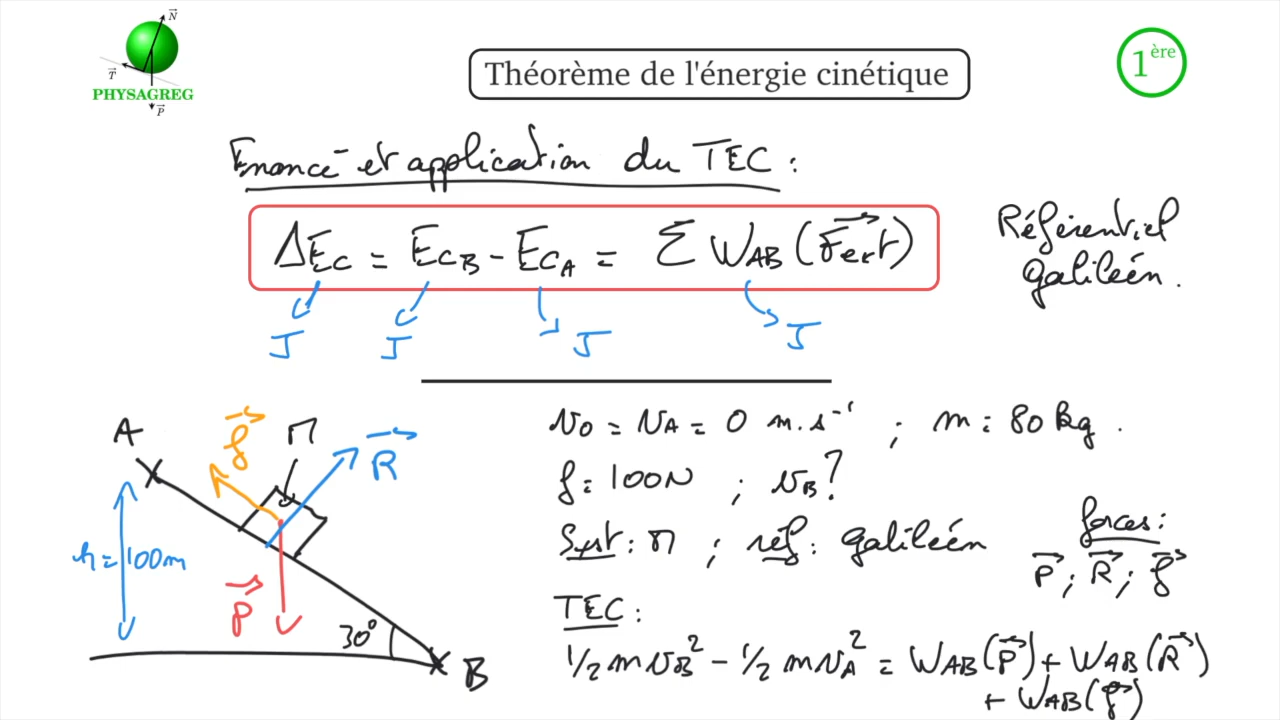 N⃗
T⃗
PHYSAGREG
P⃗
Théorème de l'énergie cinétique
1ère
Enoncé et application du TEC :
ΔEc = EcB - EcA = Σ WAB (F⃗ext)
Référentiel
galiléen.
J J J J
A
f⃗
M
R⃗
h = 100m
P⃗
30°
B
v0 = vA = 0 m.s⁻¹ ; m = 80 kg.
f = 100N ; vB?
Syst : M ; réf : galiléen
forces :
P⃗ ; R⃗ ; f⃗
TEC :
1/2 m vB² - 1/2 m vA² = WAB(P⃗) + WAB(R⃗)
+ WAB(f⃗)